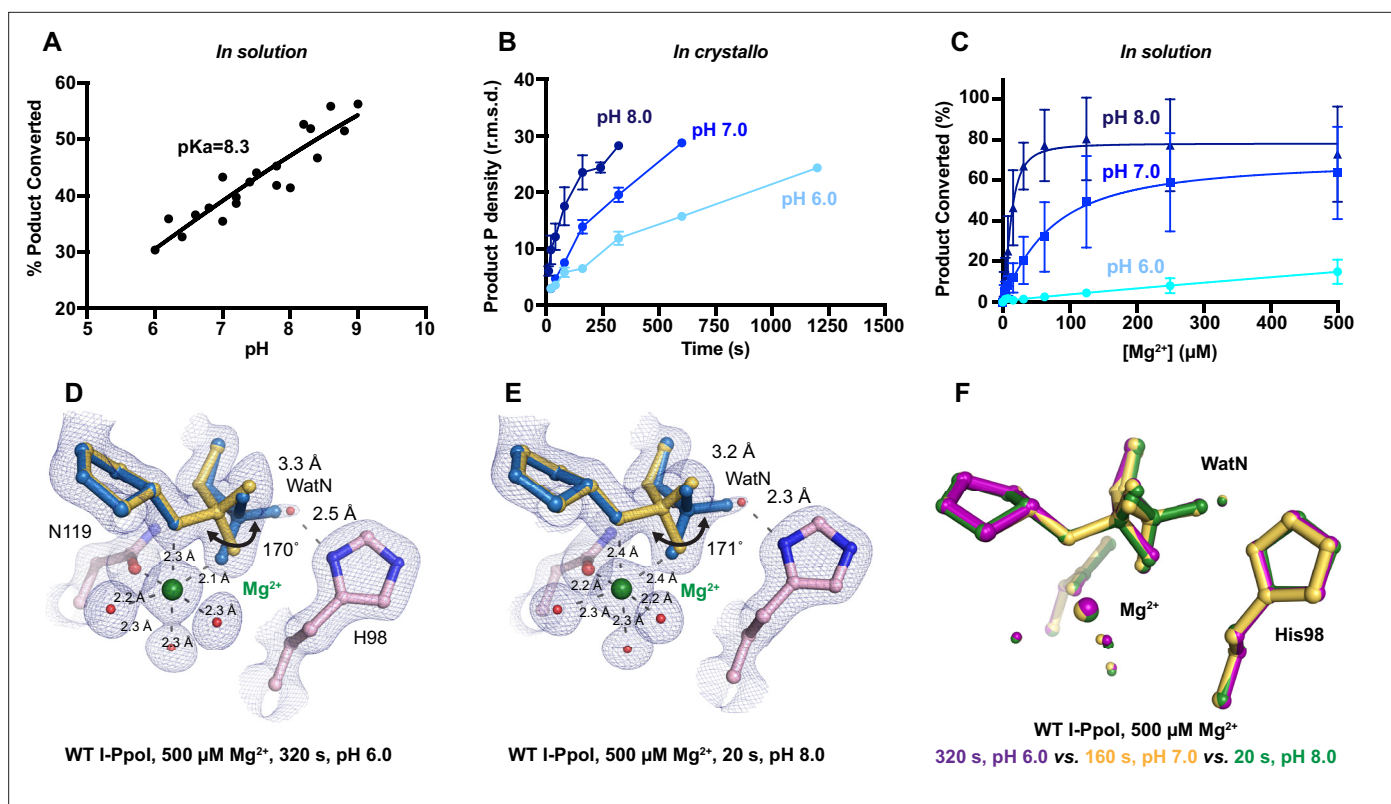 A
In solution
60
50
40
30
20
% Poduct Converted
pKa=8.3
5
6
7
8
9
10
pH
B
In crystallo
40
30
20
10
0
Product P density (r.m.s.d.)
pH 8.0
pH 7.0
pH 6.0
0
250
500
750
1000
1250
1500
Time (s)
C
In solution
100
80
60
40
20
0
Product Converted (%)
pH 8.0
pH 7.0
pH 6.0
0
100
200
300
400
500
[Mg²⁺] (µM)
D
3.3 Å
WatN
2.5 Å
N119
170°
2.3 Å
2.1 Å
Mg²⁺
2.2 Å
2.3 Å
2.3 Å
2.3 Å
H98
WT I-PpoI, 500 µM Mg²⁺, 320 s, pH 6.0
E
3.2 Å
WatN
2.3 Å
171°
2.4 Å
2.4 Å
Mg²⁺
2.2 Å
2.2 Å
2.3 Å
2.3 Å
WT I-PpoI, 500 µM Mg²⁺, 20 s, pH 8.0
F
WatN
Mg²⁺
His98
WT I-PpoI, 500 µM Mg²⁺
320 s, pH 6.0 vs. 160 s, pH 7.0 vs. 20 s, pH 8.0